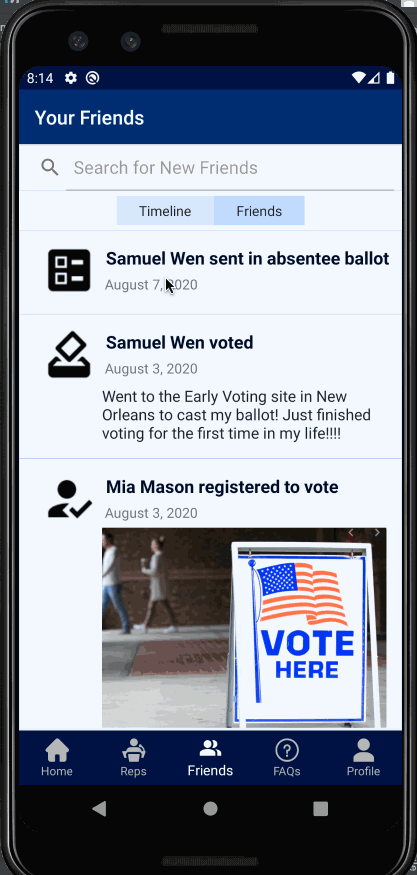 8:14
Your Friends
Search for New Friends
Timeline Friends
Samuel Wen sent in absentee ballot
August 7, 2020
Samuel Wen voted
August 3, 2020
Went to the Early Voting site in New
Orleans to cast my ballot! Just finished
voting for the first time in my life!!!!
Mia Mason registered to vote
August 3, 2020
VOTE
HERE
Home Reps Friends FAQs Profile